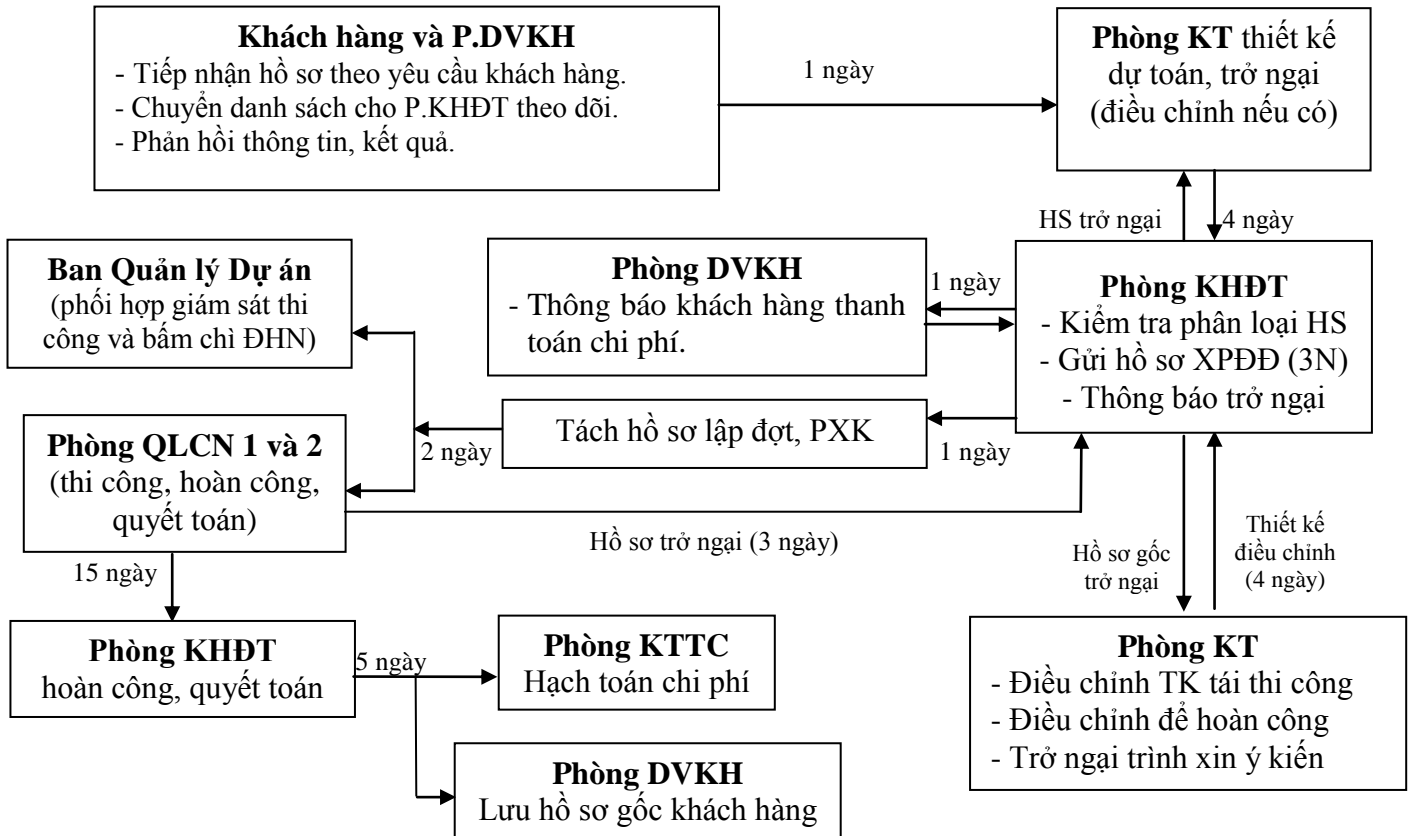 Khách hàng và P.DVKH
- Tiếp nhận hồ sơ theo yêu cầu khách hàng.
- Chuyển danh sách cho P.KHĐT theo dõi.
- Phản hồi thông tin, kết quả.
1 ngày
Phòng KT thiết kế
dự toán, trở ngại
(điều chỉnh nếu có)
HS trở ngại
4 ngày
Ban Quản lý Dự án
(phối hợp giám sát thi
công và bấm chì ĐHN)
Phòng DVKH
- Thông báo khách hàng thanh
toán chi phí.
1 ngày
Phòng KHĐT
- Kiểm tra phân loại HS
- Gửi hồ sơ XPĐĐ (3N)
- Thông báo trở ngại
Tách hồ sơ lập đợt, PXK
2 ngày
1 ngày
Phòng QLCN 1 và 2
(thi công, hoàn công,
quyết toán)
Hồ sơ trở ngại (3 ngày)
Hồ sơ gốc
trở ngại
Thiết kế
điều chỉnh
(4 ngày)
15 ngày
Phòng KHĐT
hoàn công, quyết toán
5 ngày
Phòng KTTC
Hạch toán chi phí
Phòng KT
- Điều chỉnh TK tái thi công
- Điều chỉnh để hoàn công
- Trở ngại trình xin ý kiến
Phòng DVKH
Lưu hồ sơ gốc khách hàng